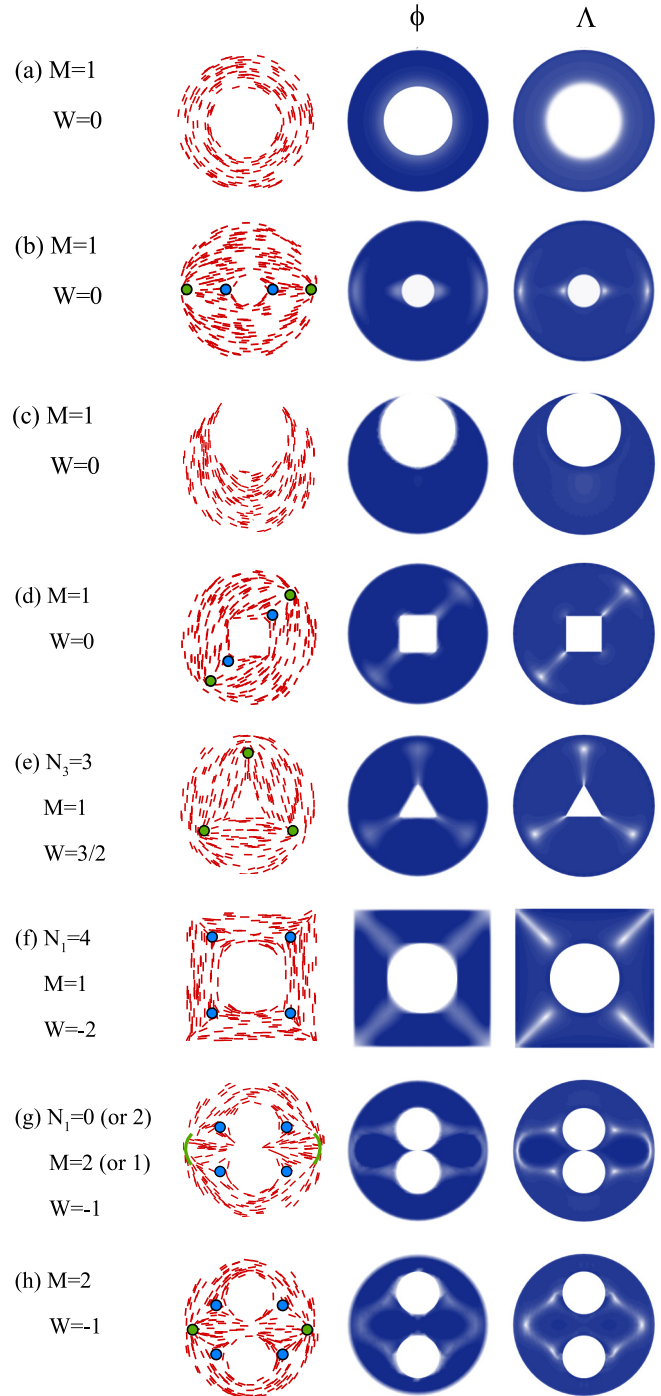 ϕ Λ
(a) M=1
W=0
(b) M=1
W=0
(c) M=1
W=0
(d) M=1
W=0
(e) N₃=3
M=1
W=3/2
(f) N₁=4
M=1
W=-2
(g) N₁=0 (or 2)
M=2 (or 1)
W=-1
(h) M=2
W=-1